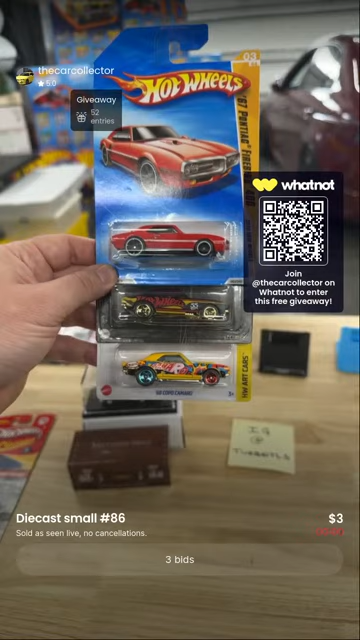 thecarcollector
★ 5.0
Giveaway
52
entries
HOT WHEELS
'67 PONTIAC FIREBIRD
whatnot
Join
@thecarcollector on
Whatnot to enter
this free giveaway!
HW ART CARS
'68 COPO CAMARO
3+
IG
@
Diecast small #86
$3
Sold as seen live, no cancellations.
3 bids